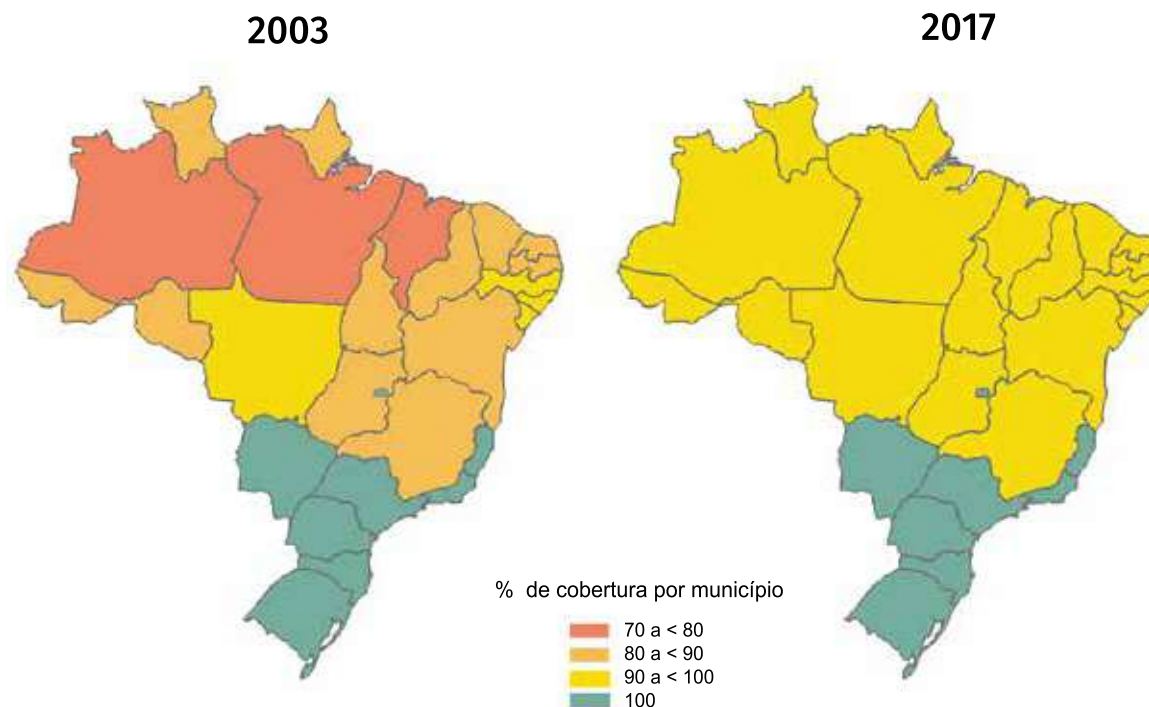 2003
2017
% de cobertura por município
70 a < 80
80 a < 90
90 a < 100
100